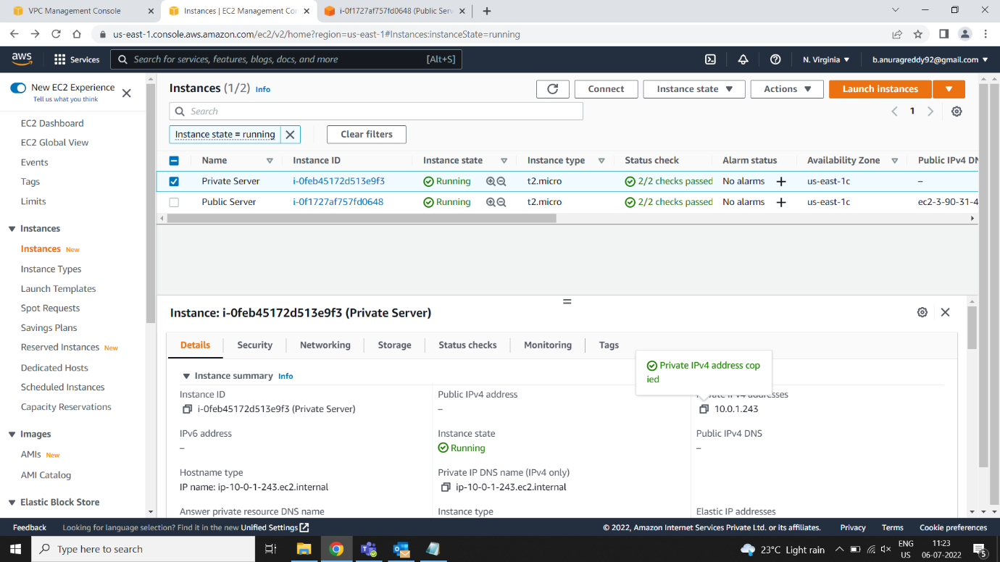 VPC Management Console
Instances | EC2 Management Con
i-0f1727af757fd0648 (Public Serv
us-east-1.console.aws.amazon.com/ec2/v2/home?region=us-east-1#Instances:instanceState=running
aws
Services
Search for services, features, blogs, docs, and more
[Alt+S]
N. Virginia
b.anuragreddy92@gmail.com
New EC2 Experience
Tell us what you think
EC2 Dashboard
EC2 Global View
Events
Tags
Limits
Instances
Instances New
Instance Types
Launch Templates
Spot Requests
Savings Plans
Reserved Instances New
Dedicated Hosts
Scheduled Instances
Capacity Reservations
Images
AMIs New
AMI Catalog
Elastic Block Store
Instances (1/2) Info
Connect
Instance state
Actions
Launch instances
Search
1
Instance state = running
Clear filters
Name Instance ID Instance state Instance type Status check Alarm status Availability Zone Public IPv4 DN
Private Server i-0feb45172d513e9f3 Running t2.micro 2/2 checks passed No alarms + us-east-1c –
Public Server i-0f1727af757fd0648 Running t2.micro 2/2 checks passed No alarms + us-east-1c ec2-3-90-31-4
Instance: i-0feb45172d513e9f3 (Private Server)
Details Security Networking Storage Status checks Monitoring Tags
Private IPv4 address cop
ied
Instance summary Info
Instance ID
i-0feb45172d513e9f3 (Private Server)
Public IPv4 address
–
Private IPv4 addresses
10.0.1.243
IPv6 address
–
Instance state
Running
Public IPv4 DNS
–
Hostname type
IP name: ip-10-0-1-243.ec2.internal
Private IP DNS name (IPv4 only)
ip-10-0-1-243.ec2.internal
Answer private resource DNS name
Instance type
Elastic IP addresses
Feedback
Looking for language selection? Find it in the new Unified Settings
© 2022, Amazon Internet Services Private Ltd. or its affiliates.
Privacy
Terms
Cookie preferences
Type here to search
23°C Light rain
ENG
US
11:23
06-07-2022
5